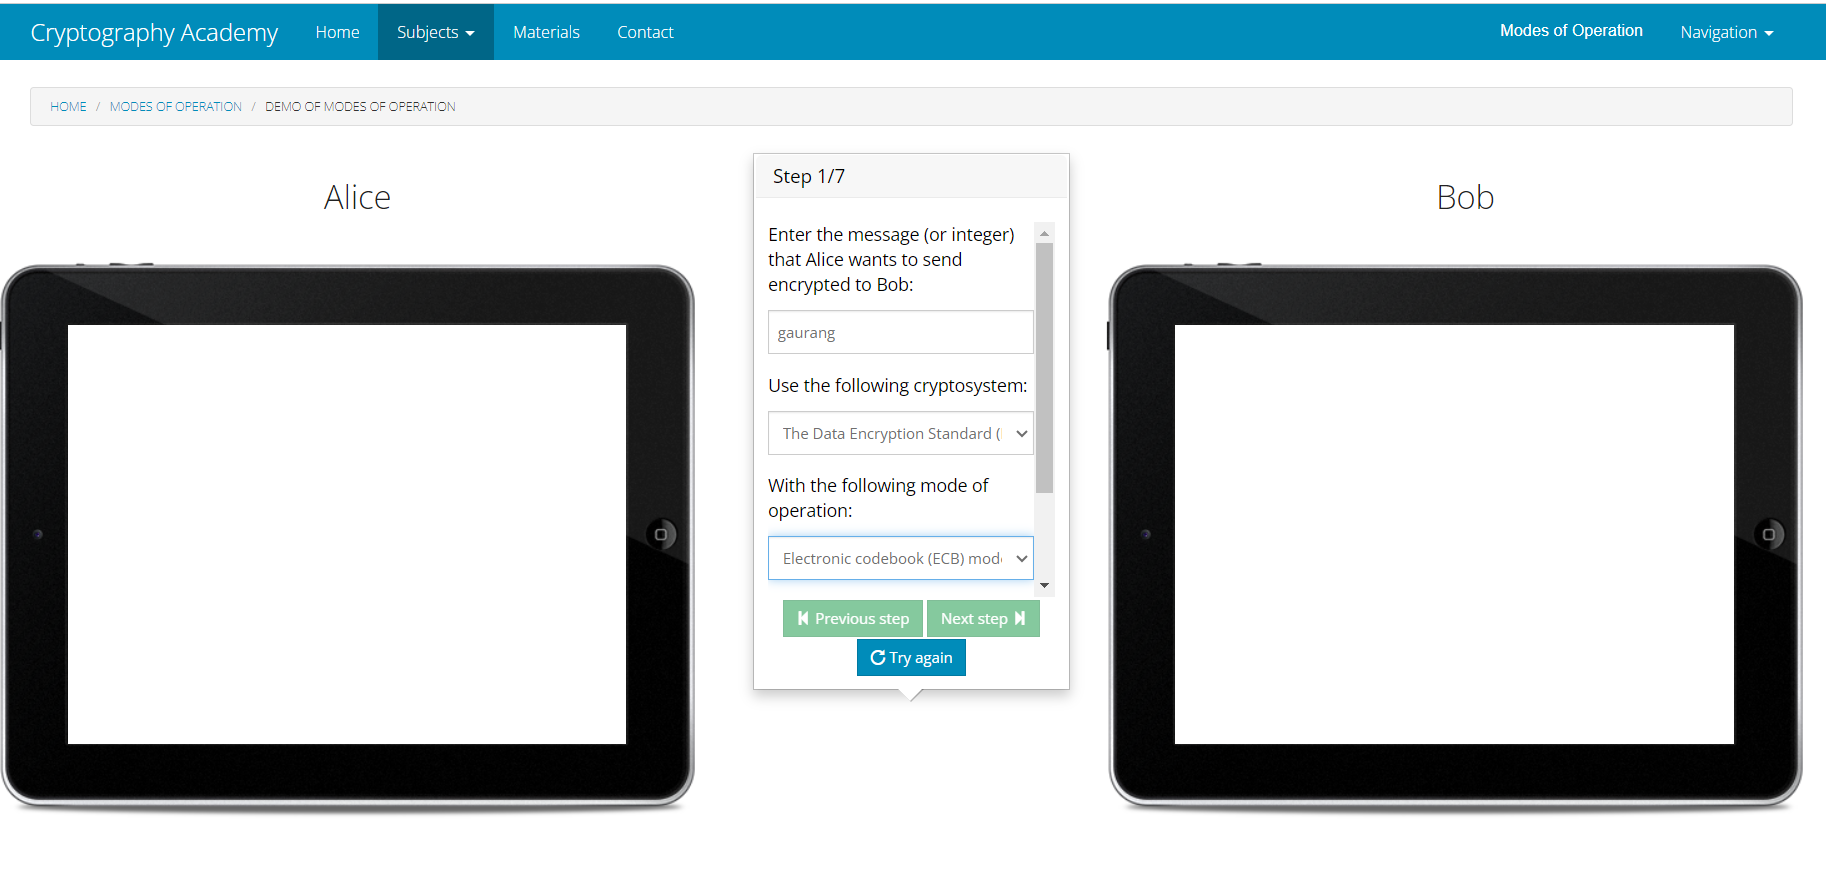 Cryptography Academy Home Subjects Materials Contact Modes of Operation Navigation
HOME / MODES OF OPERATION / DEMO OF MODES OF OPERATION
Alice
Bob
Step 1/7
Enter the message (or integer)
that Alice wants to send
encrypted to Bob:
gaurang
Use the following cryptosystem:
The Data Encryption Standard (
With the following mode of
operation:
Electronic codebook (ECB) mod
Previous step Next step
Try again